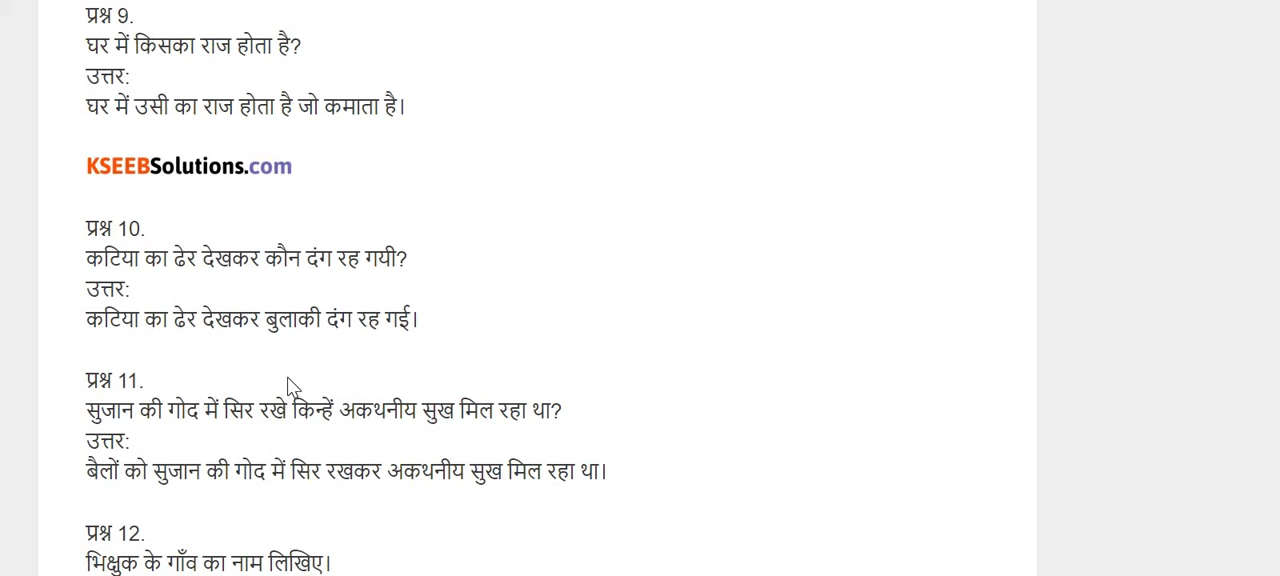 प्रश्न 9.
घर में किसका राज होता है?
उत्तर:
घर में उसी का राज होता है जो कमाता है।
KSEEBSolutions.com
प्रश्न 10.
कटिया का ढेर देखकर कौन दंग रह गयी?
उत्तर:
कटिया का ढेर देखकर बुलाकी दंग रह गई।
प्रश्न 11.
सुजान की गोद में सिर रखे किन्हें अकथनीय सुख मिल रहा था?
उत्तर:
बैलों को सुजान की गोद में सिर रखकर अकथनीय सुख मिल रहा था।
प्रश्न 12.
भिक्षुक के गाँव का नाम लिखिए।